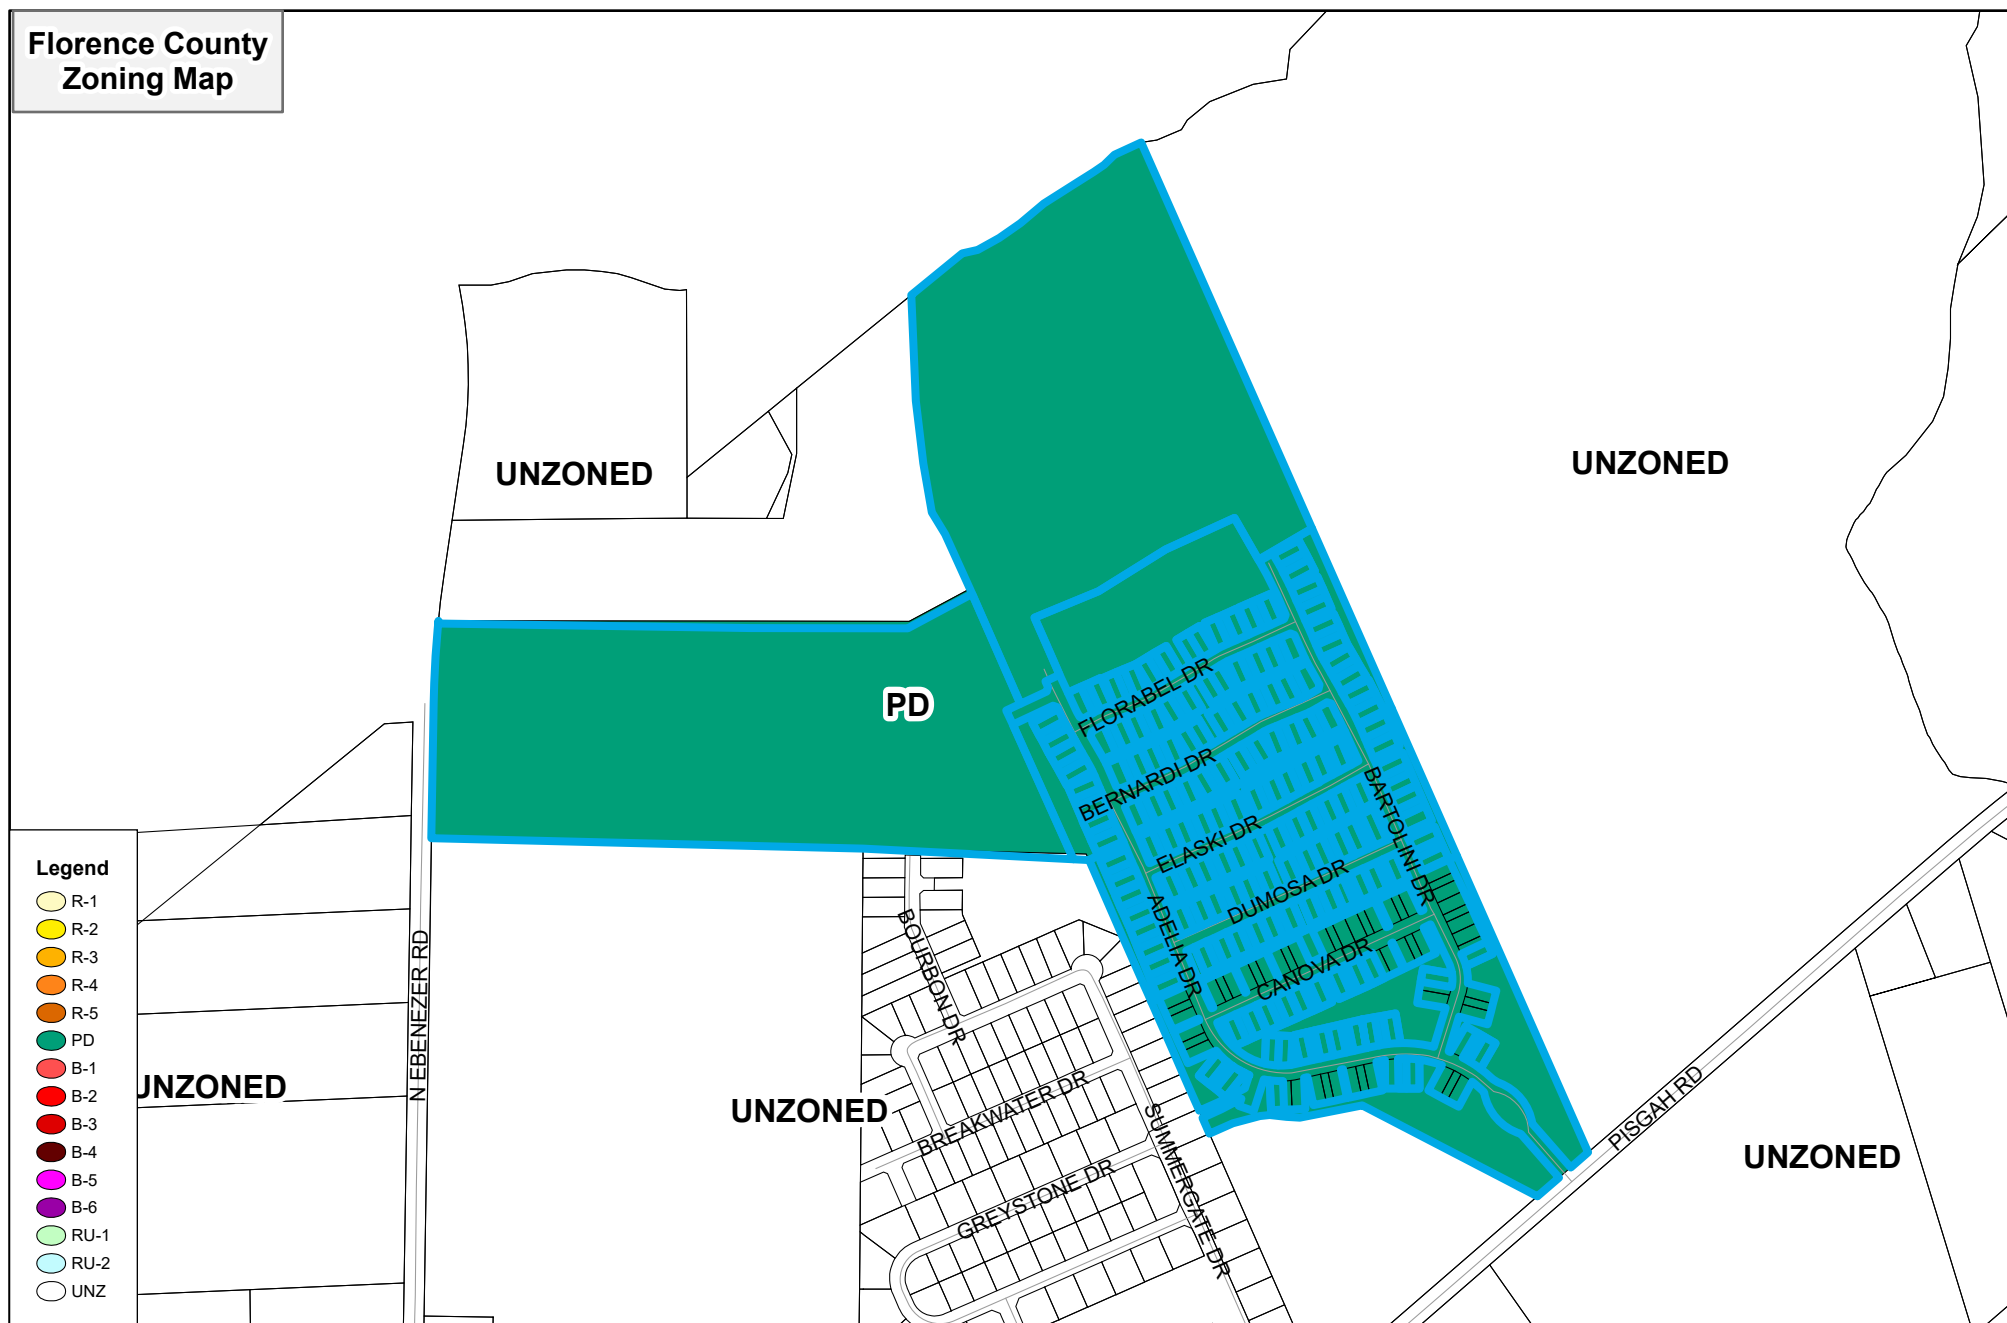 Florence County
Zoning Map
UNZONED
UNZONED
PD
FLORABEL DR
BERNARDI DR
ELASKI DR
BARTOLINI DR
DUMOSA DR
ADELIA DR
CANOVA DR
BOURBON DR
N EBENEZER RD
BREAKWATER DR
SUMMERGATE DR
GREYSTONE DR
PISGAH RD
UNZONED
UNZONED
UNZONED
Legend
R-1
R-2
R-3
R-4
R-5
PD
B-1
B-2
B-3
B-4
B-5
B-6
RU-1
RU-2
UNZ